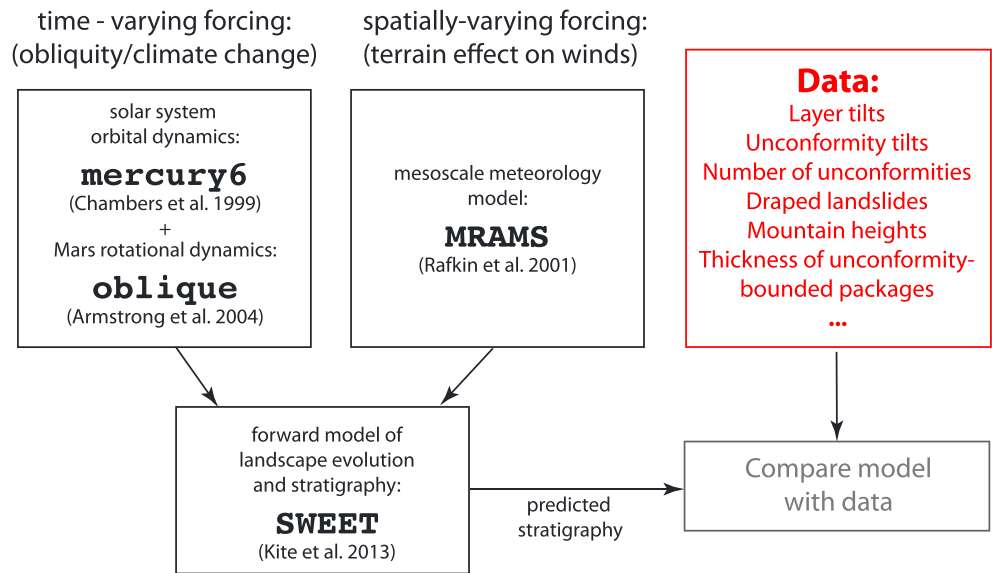 time - varying forcing:
(obliquity/climate change)
solar system
orbital dynamics:
mercury6
(Chambers et al. 1999)
+
Mars rotational dynamics:
oblique
(Armstrong et al. 2004)
spatially-varying forcing:
(terrain effect on winds)
mesoscale meteorology
model:
MRAMS
(Rafkin et al. 2001)
Data:
Layer tilts
Unconformity tilts
Number of unconformities
Draped landslides
Mountain heights
Thickness of unconformity-
bounded packages
...
forward model of
landscape evolution
and stratigraphy:
SWEET
(Kite et al. 2013)
predicted
stratigraphy
Compare model
with data